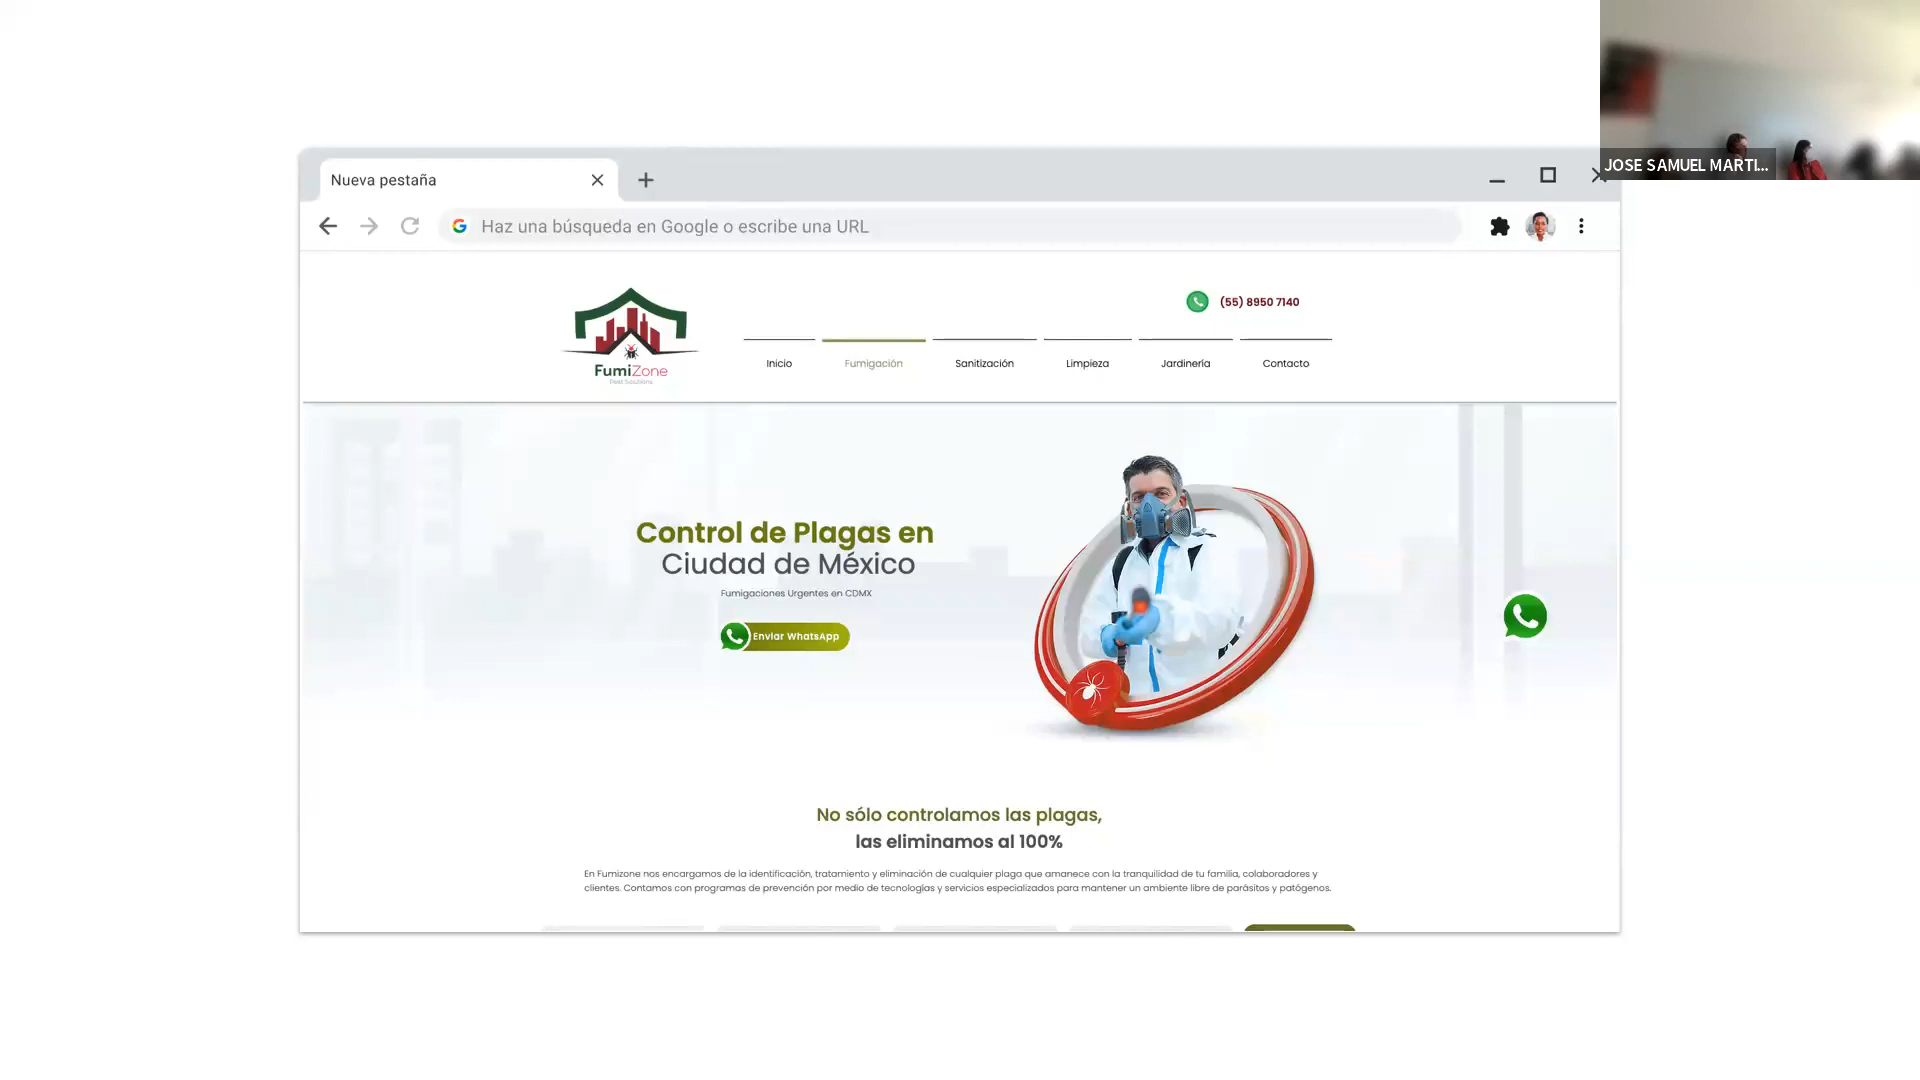 JOSE SAMUEL MARTI...
Nueva pestaña
Haz una búsqueda en Google o escribe una URL
(55) 8950 7140
Inicio
Fumigación
Sanitización
Limpieza
Jardinería
Contacto
FumiZone
Pest Solutions
Control de Plagas en
Ciudad de México
Fumigaciones Urgentes en CDMX
Enviar WhatsApp
No sólo controlamos las plagas,
las eliminamos al 100%
En Fumizone nos encargamos de la identificación, tratamiento y eliminación de cualquier plaga que amanece con la tranquilidad de tu familia, colaboradores y
clientes. Contamos con programas de prevención por medio de tecnologías y servicios especializados para mantener un ambiente libre de parásitos y patógenos.